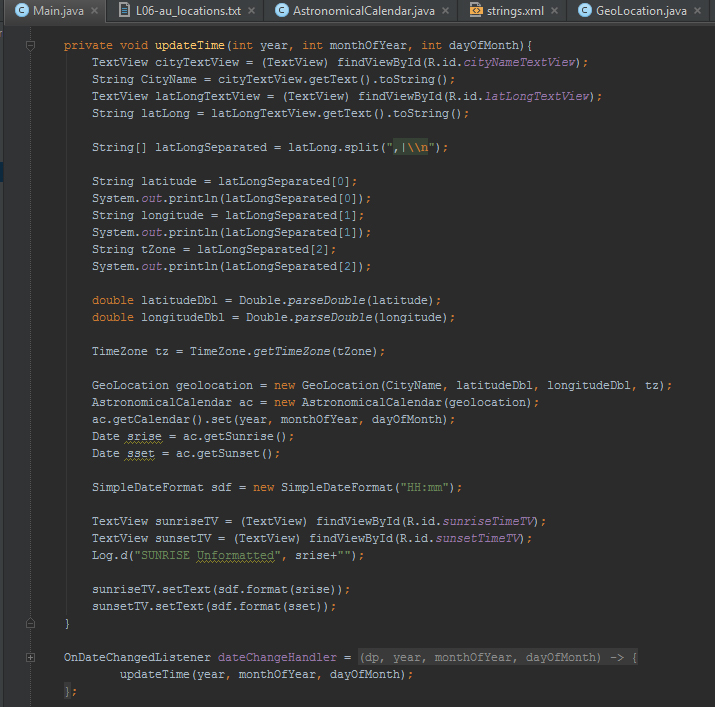 Main.java × L06-au_locations.txt × AstronomicalCalendar.java × strings.xml × GeoLocation.java ×
private void updateTime(int year, int monthOfYear, int dayOfMonth){
TextView cityTextView = (TextView) findViewById(R.id.cityNameTextView);
String CityName = cityTextView.getText().toString();
TextView latLongTextView = (TextView) findViewById(R.id.latLongTextView);
String latLong = latLongTextView.getText().toString();
String[] latLongSeparated = latLong.split(",|\\n");
String latitude = latLongSeparated[0];
System.out.println(latLongSeparated[0]);
String longitude = latLongSeparated[1];
System.out.println(latLongSeparated[1]);
String tZone = latLongSeparated[2];
System.out.println(latLongSeparated[2]);
double latitudeDbl = Double.parseDouble(latitude);
double longitudeDbl = Double.parseDouble(longitude);
TimeZone tz = TimeZone.getTimeZone(tZone);
GeoLocation geolocation = new GeoLocation(CityName, latitudeDbl, longitudeDbl, tz);
AstronomicalCalendar ac = new AstronomicalCalendar(geolocation);
ac.getCalendar().set(year, monthOfYear, dayOfMonth);
Date srise = ac.getSunrise();
Date sset = ac.getSunset();
SimpleDateFormat sdf = new SimpleDateFormat("HH:mm");
TextView sunriseTV = (TextView) findViewById(R.id.sunriseTimeTV);
TextView sunsetTV = (TextView) findViewById(R.id.sunsetTimeTV);
Log.d("SUNRISE Unformatted", srise+"");
sunriseTV.setText(sdf.format(srise));
sunsetTV.setText(sdf.format(sset));
}
OnDateChangedListener dateChangeHandler = (dp, year, monthOfYear, dayOfMonth) -> {
updateTime(year, monthOfYear, dayOfMonth);
};